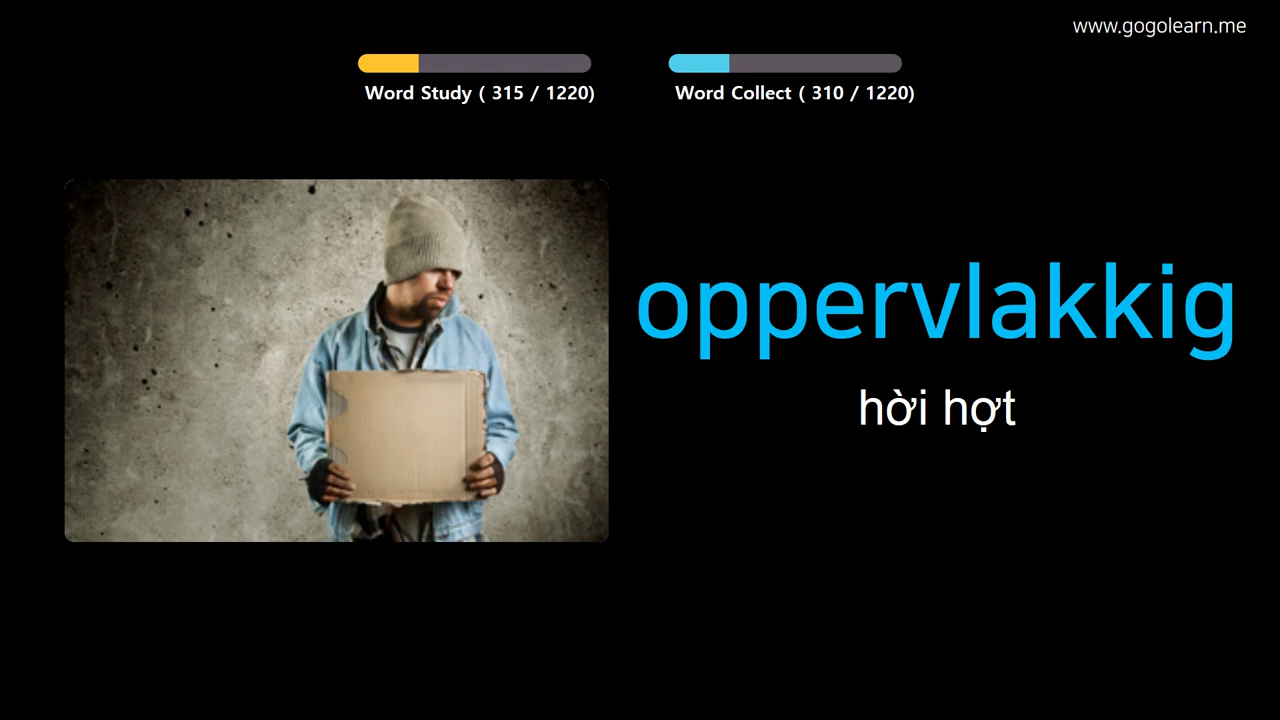 www.gogolearn.me
Word Study ( 315 / 1220)
Word Collect ( 310 / 1220)
oppervlakkig
hời hợt